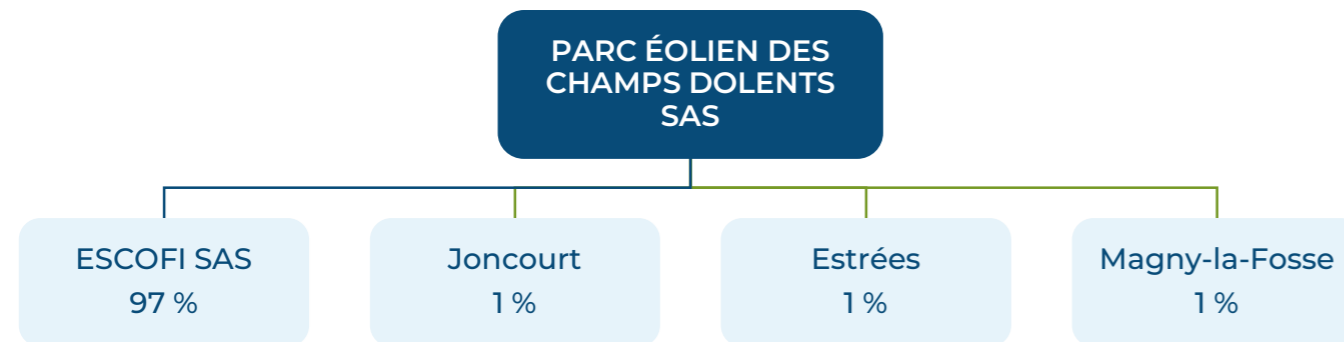 PARC ÉOLIEN DES
CHAMPS DOLENTS
SAS
ESCOFI SAS
97 %
Joncourt
1 %
Estrées
1 %
Magny-la-Fosse
1 %